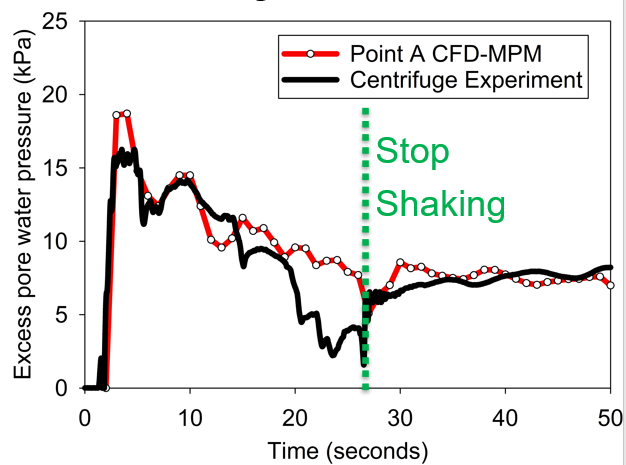 25
20
15
10
5
0
Excess pore water pressure (kPa)
Point A CFD-MPM
Centrifuge Experiment
Stop
Shaking
0 10 20 30 40 50
Time (seconds)